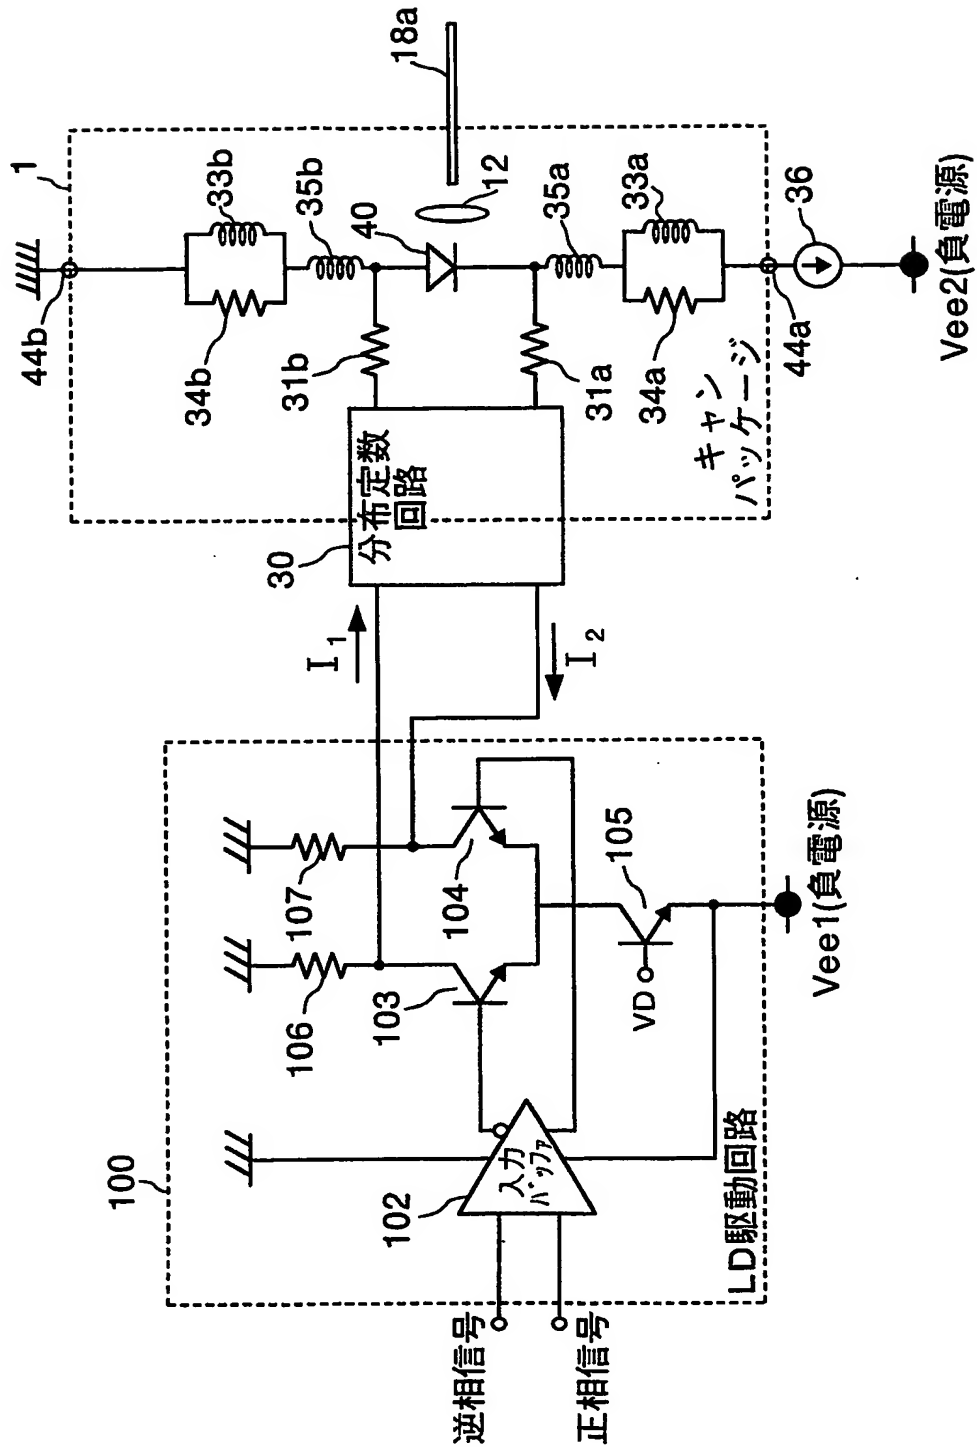 1
44b
33b
34b
35b
40
12
18a
31b
31a
35a
33a
34a
44a
36
キャン
パッケージ
Vee2(負電源)
30
分布定数
回路
I1
I2
100
107
106
104
103
105
VD
102
入力
バッファ
LD駆動回路
Vee1(負電源)
逆相信号
正相信号